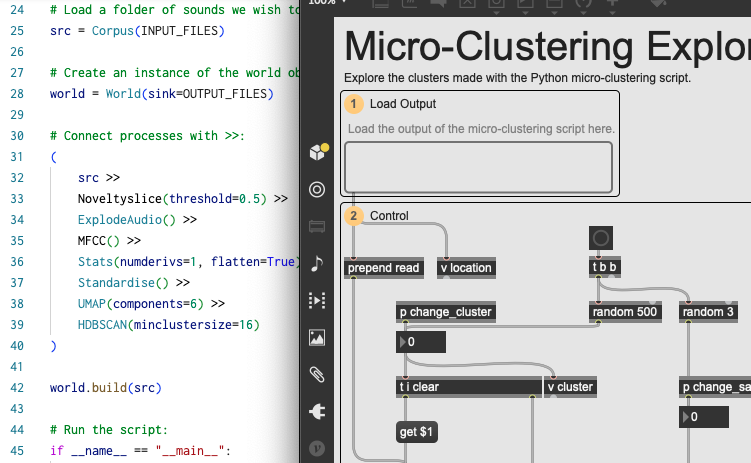 24 # Load a folder of sounds we wish to
25 src = Corpus(INPUT_FILES)
26
27 # Create an instance of the world ob
28 world = World(sink=OUTPUT_FILES)
29
30 # Connect processes with >>:
31 (
32 src >>
33 Noveltyslice(threshold=0.5) >>
34 ExplodeAudio() >>
35 MFCC() >>
36 Stats(numderivs=1, flatten=True)
37 Standardise() >>
38 UMAP(components=6) >>
39 HDBSCAN(minclustersize=16)
40 )
41
42 world.build(src)
43
44 # Run the script:
45 if __name__ == "__main__":
100%
Micro-Clustering Explor
Explore the clusters made with the Python micro-clustering script.
1 Load Output
Load the output of the micro-clustering script here.
2 Control
prepend read
v location
t b b
p change_cluster
random 500
random 3
0
t i clear
v cluster
p change_sa
0
get $1